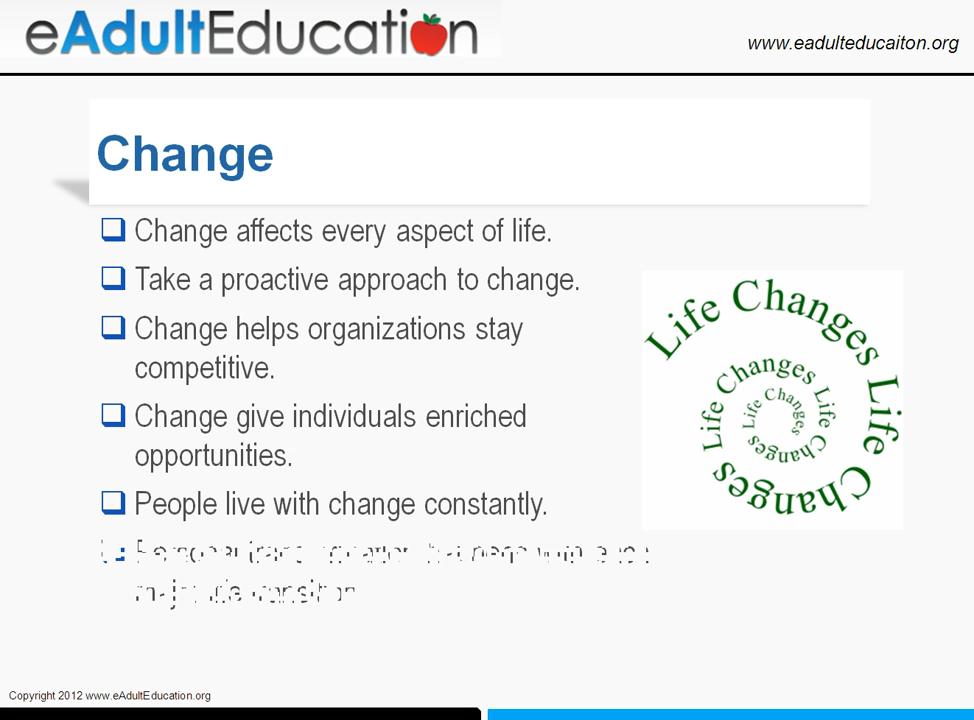 eAdultEducation
www.eadulteducaiton.org
Change
Change affects every aspect of life.
Take a proactive approach to change.
Change helps organizations stay
competitive.
Change give individuals enriched
opportunities.
People live with change constantly.
Life Changes Life Changes Life Changes Life Changes Life Changes
Copyright 2012 www.eAdultEducation.org